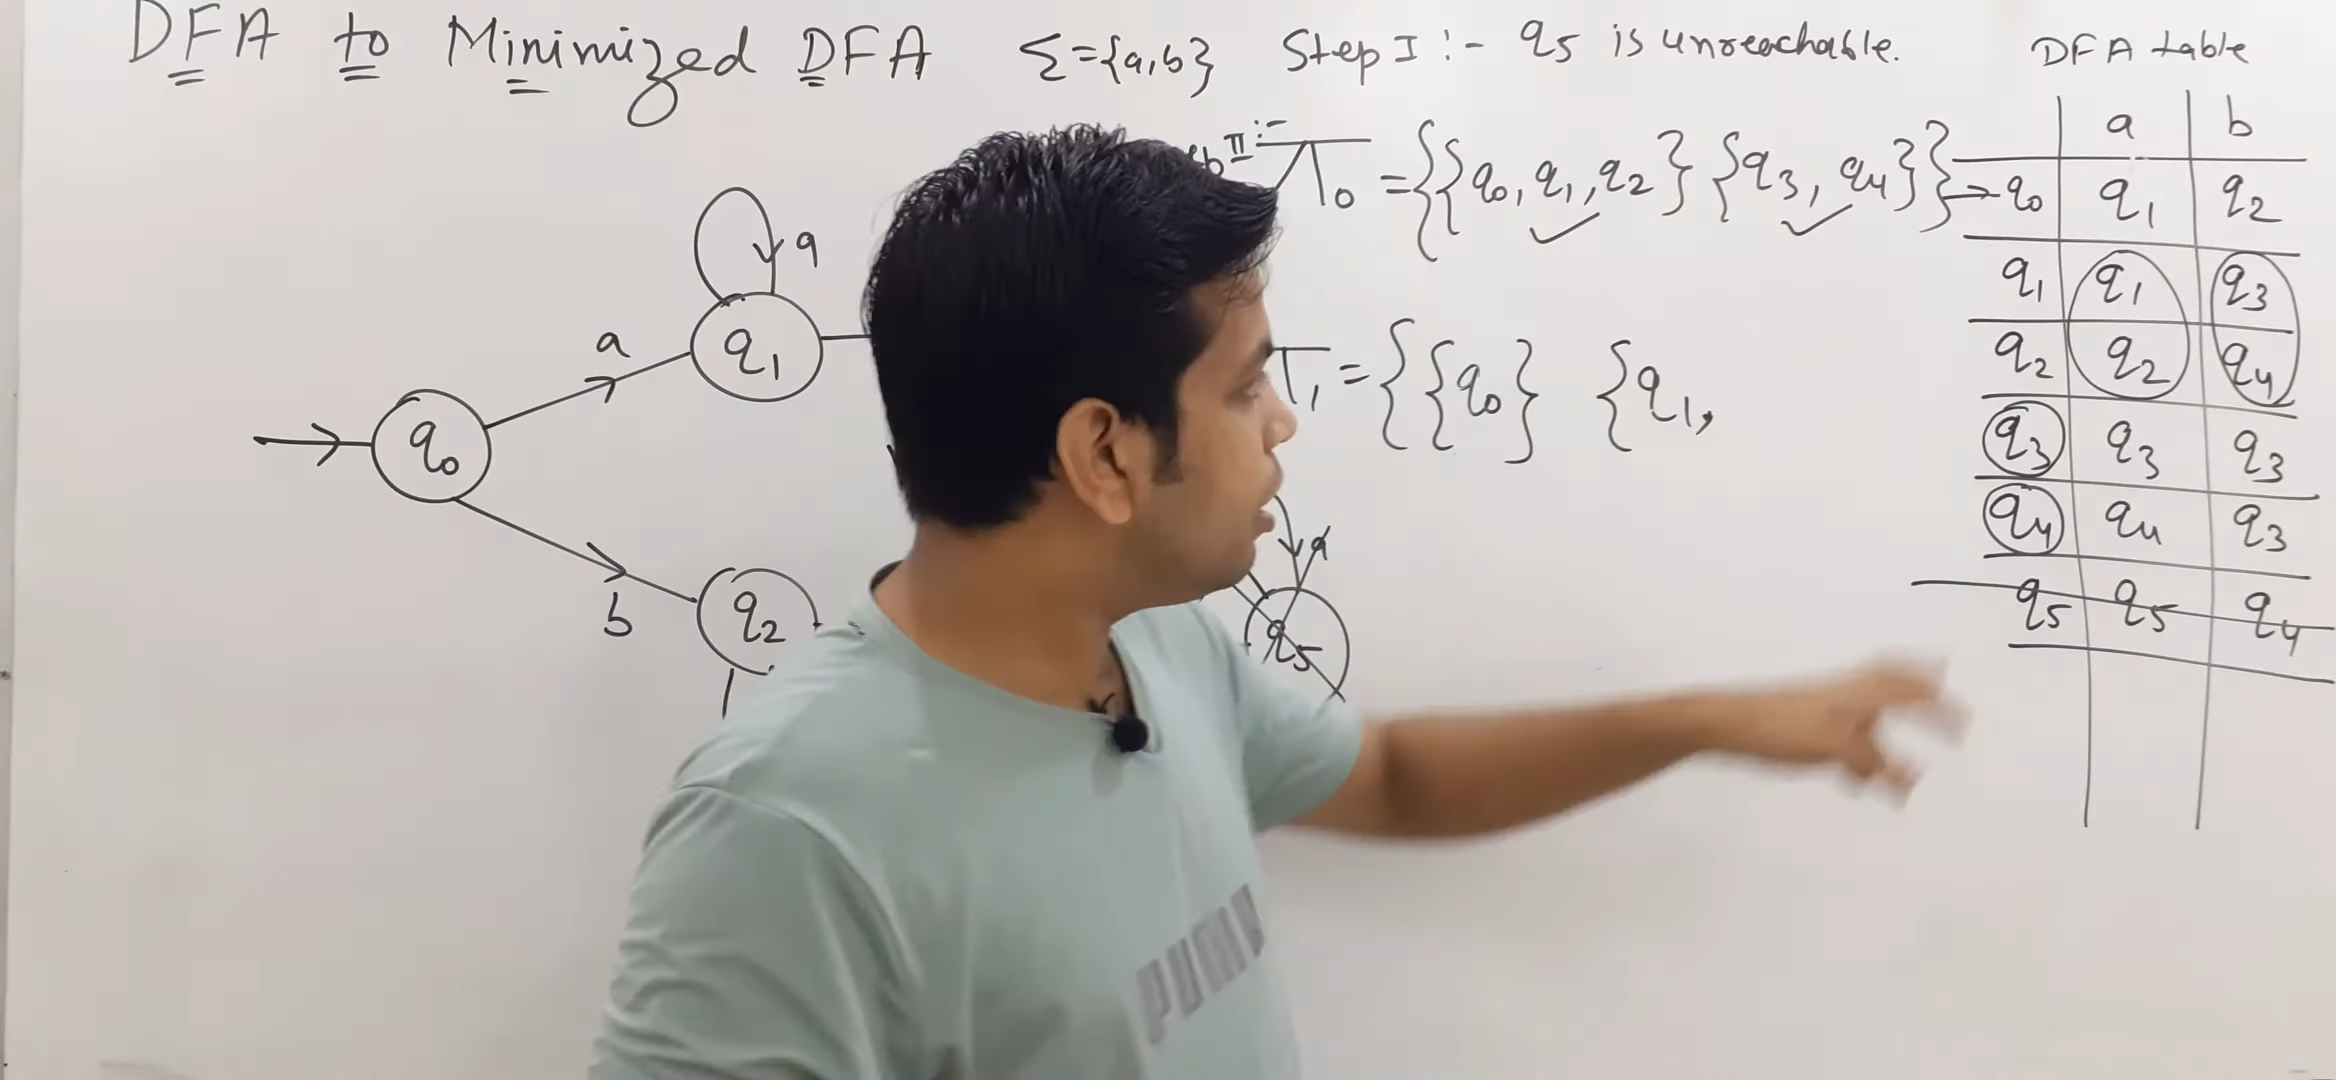 DFA to Minimized DFA Σ={a,b} Step I :- q5 is unreachable.
DFA table
II :- π0 = {{q0, q1, q2} {q3, q4}}
π1 = {{q0} {q1,
a b
→q0 q1 q2
q1 q1 q3
q2 q2 q4
q3 q3 q3
q4 q4 q3
q5 q5 q4
a
q1
a
q0
b
q2
a
q5
PUMA